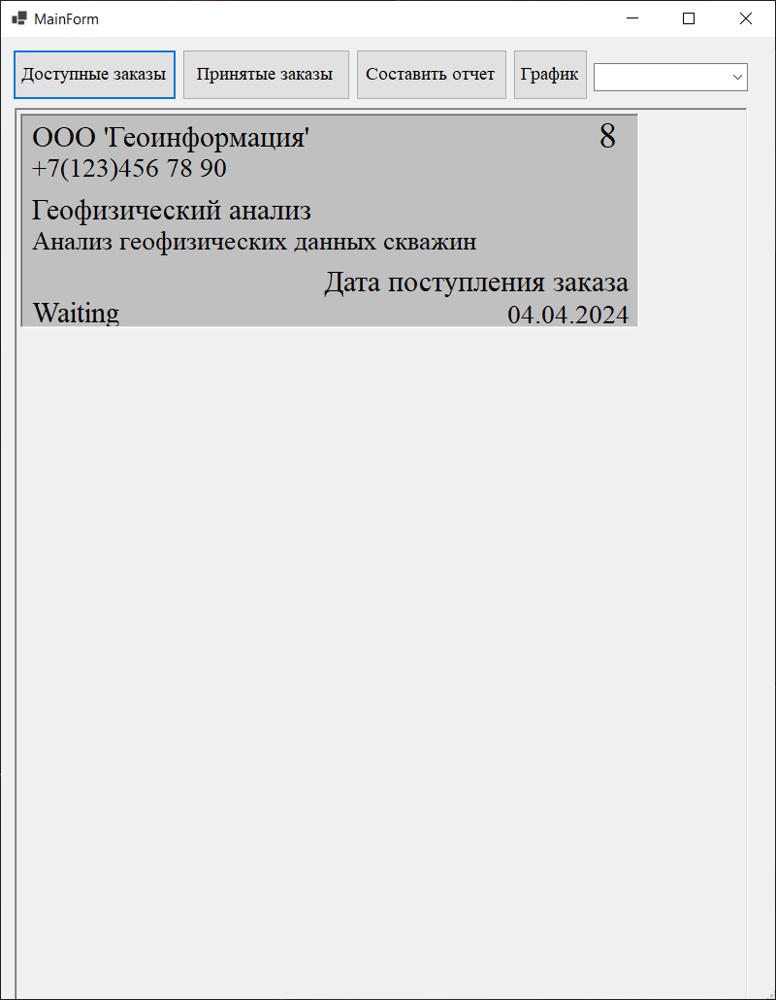 MainForm
Доступные заказы
Принятые заказы
Составить отчет
График
ООО 'Геоинформация'
8
+7(123)456 78 90
Геофизический анализ
Анализ геофизических данных скважин
Дата поступления заказа
Waiting
04.04.2024